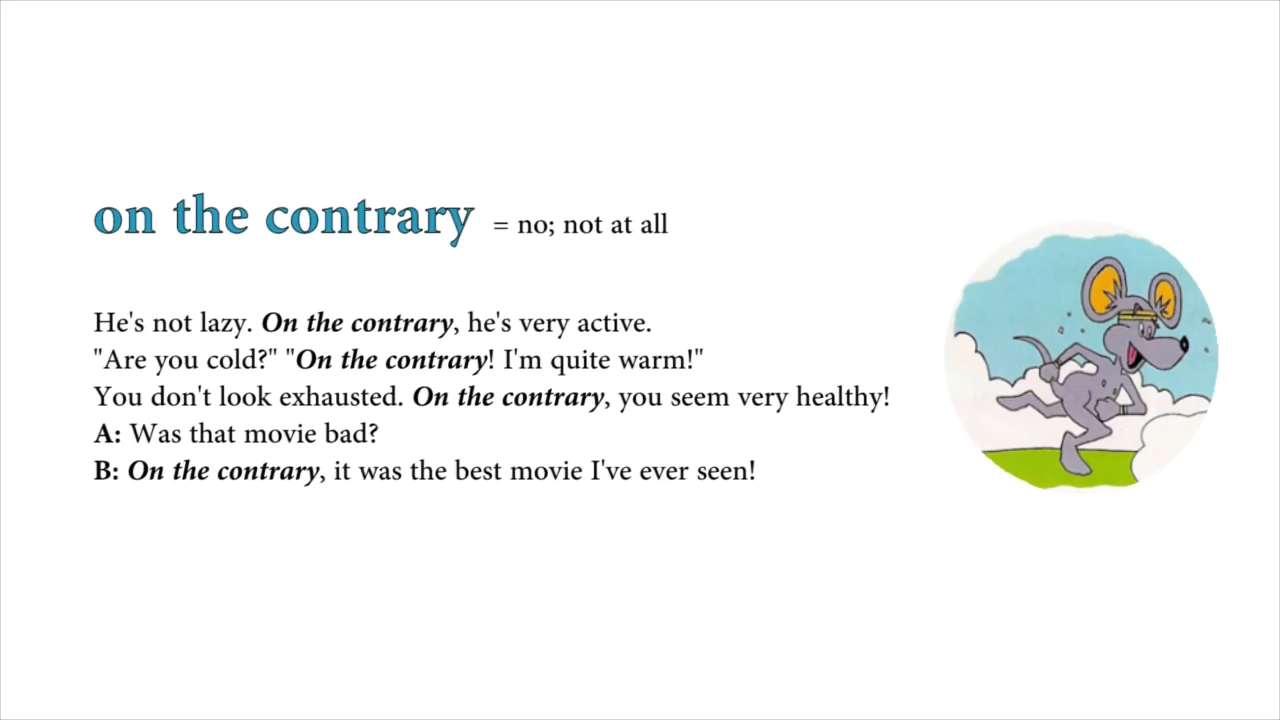 on the contrary = no; not at all
He's not lazy. On the contrary, he's very active.
"Are you cold?" "On the contrary! I'm quite warm!"
You don't look exhausted. On the contrary, you seem very healthy!
A: Was that movie bad?
B: On the contrary, it was the best movie I've ever seen!